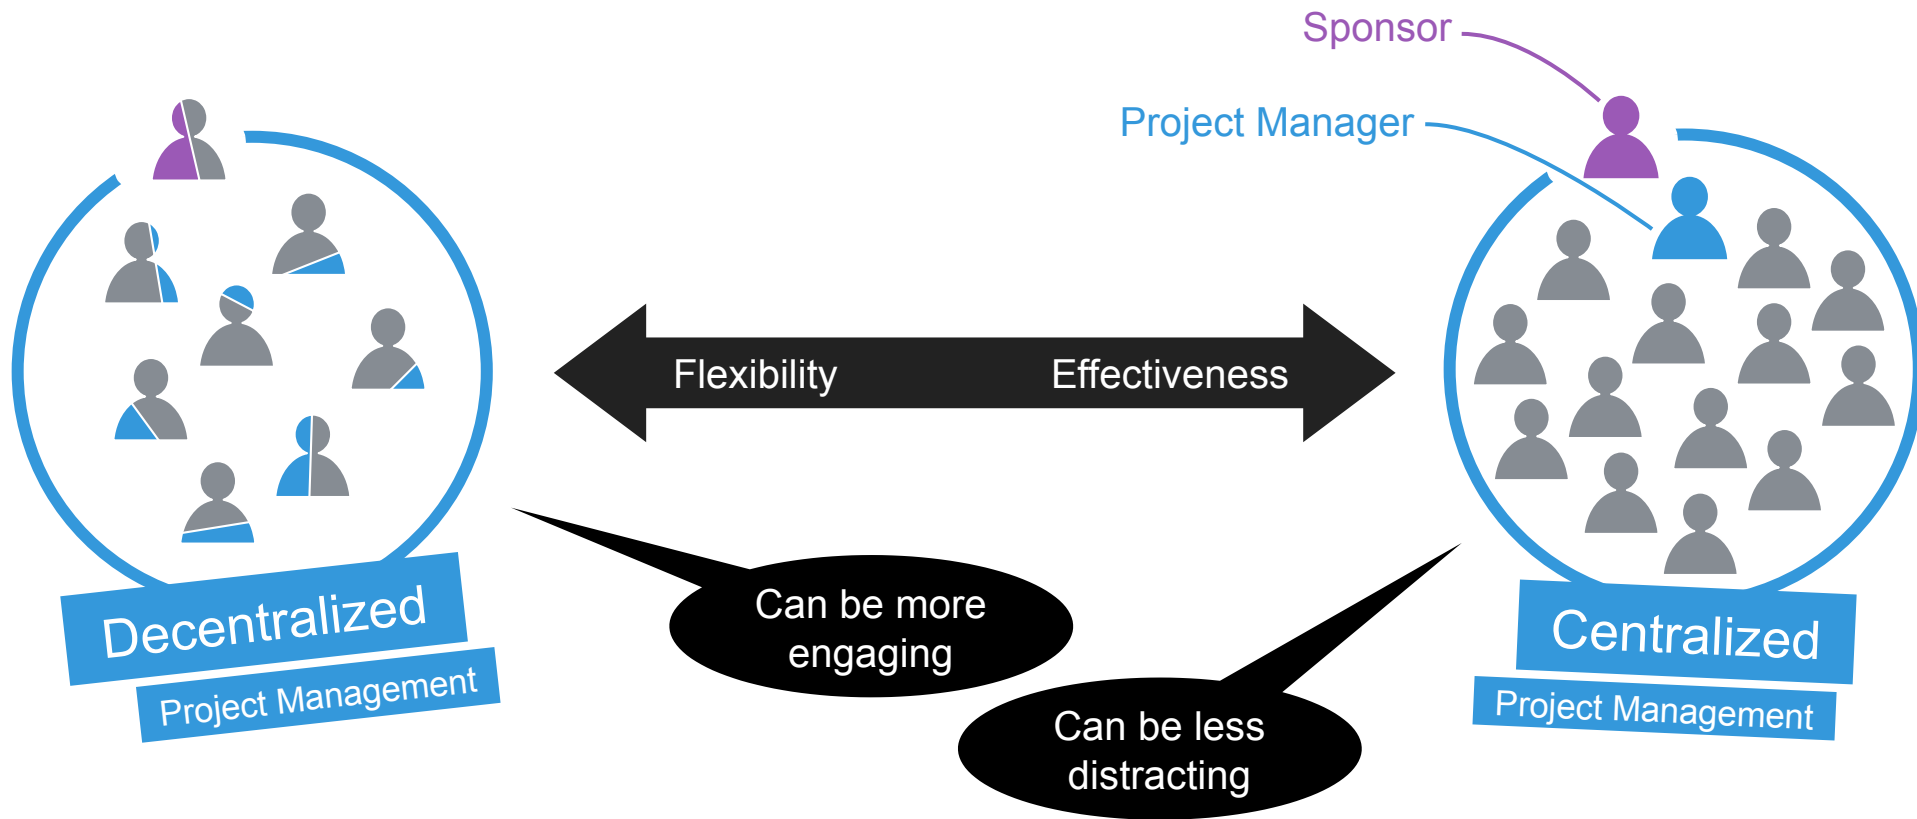 Sponsor
Project Manager
Flexibility
Effectiveness
Can be more
engaging
Can be less
distracting
Decentralized
Project Management
Centralized
Project Management